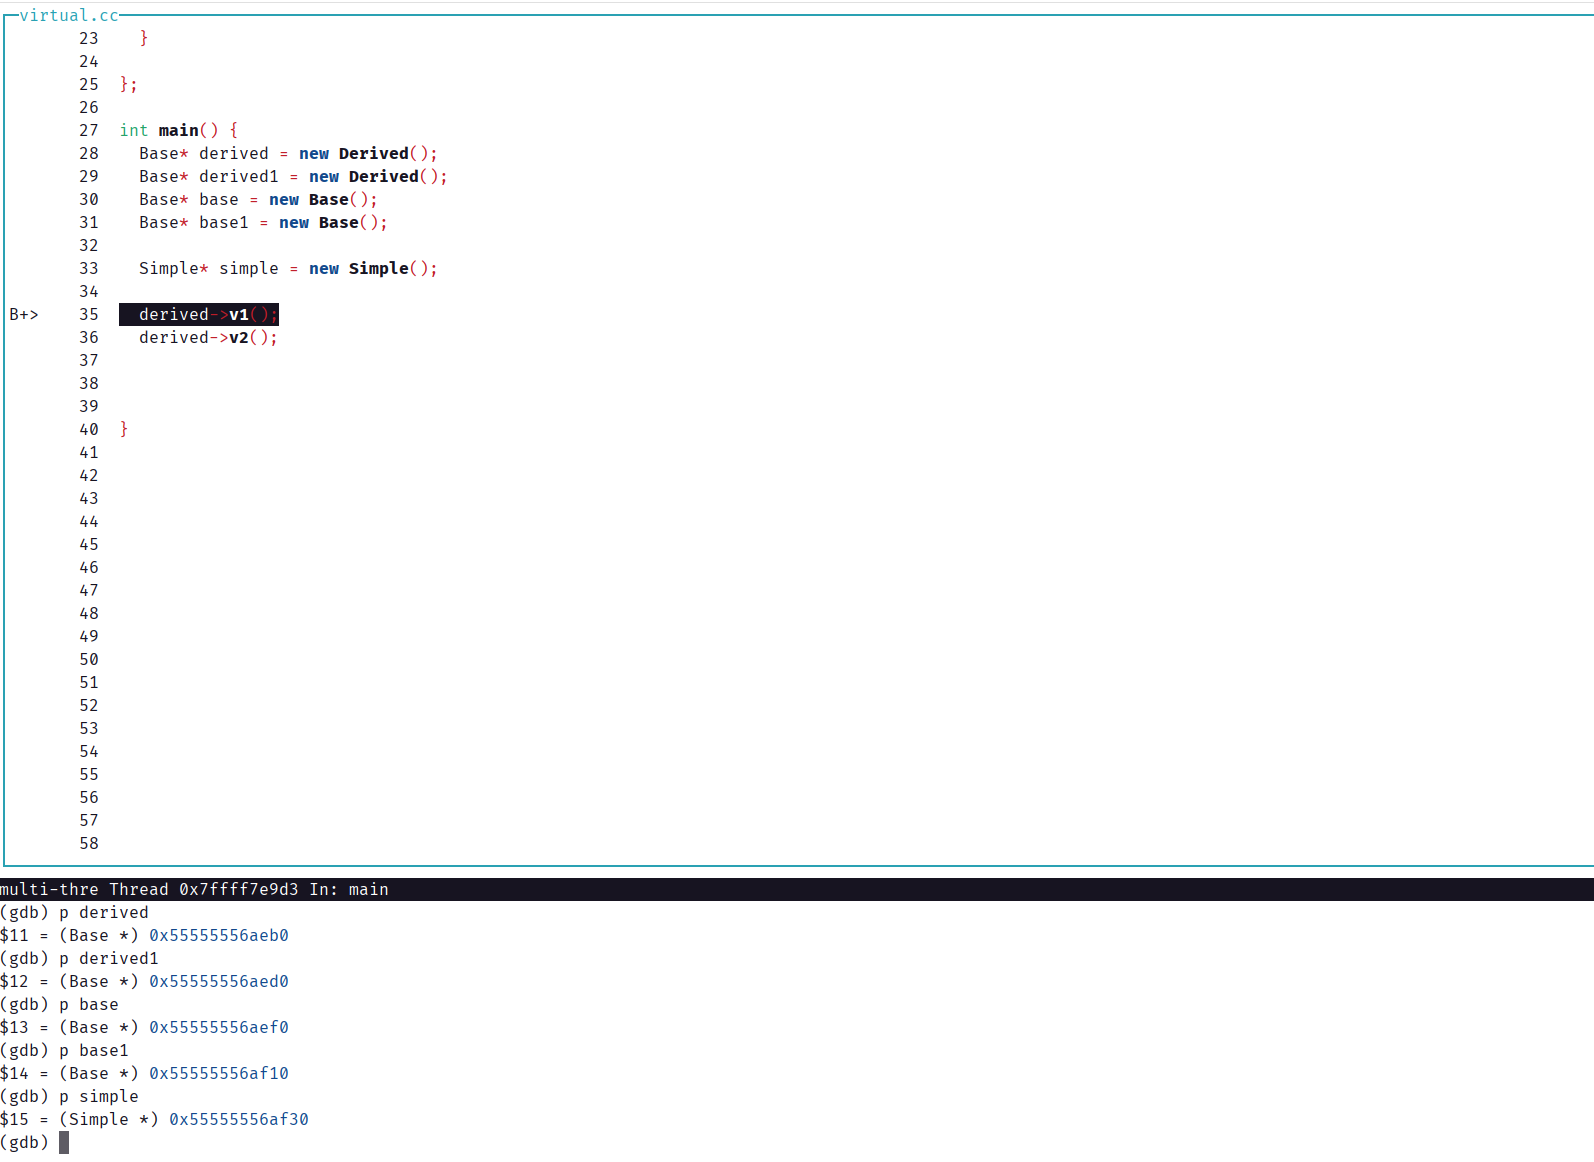 virtual.cc
23 }
24
25 };
26
27 int main() {
28 Base* derived = new Derived();
29 Base* derived1 = new Derived();
30 Base* base = new Base();
31 Base* base1 = new Base();
32
33 Simple* simple = new Simple();
34
B+> 35 derived->v1();
36 derived->v2();
37
38
39
40 }
41
42
43
44
45
46
47
48
49
50
51
52
53
54
55
56
57
58
multi-thre Thread 0x7ffff7e9d3 In: main
(gdb) p derived
$11 = (Base *) 0x55555556aeb0
(gdb) p derived1
$12 = (Base *) 0x55555556aed0
(gdb) p base
$13 = (Base *) 0x55555556aef0
(gdb) p base1
$14 = (Base *) 0x55555556af10
(gdb) p simple
$15 = (Simple *) 0x55555556af30
(gdb)